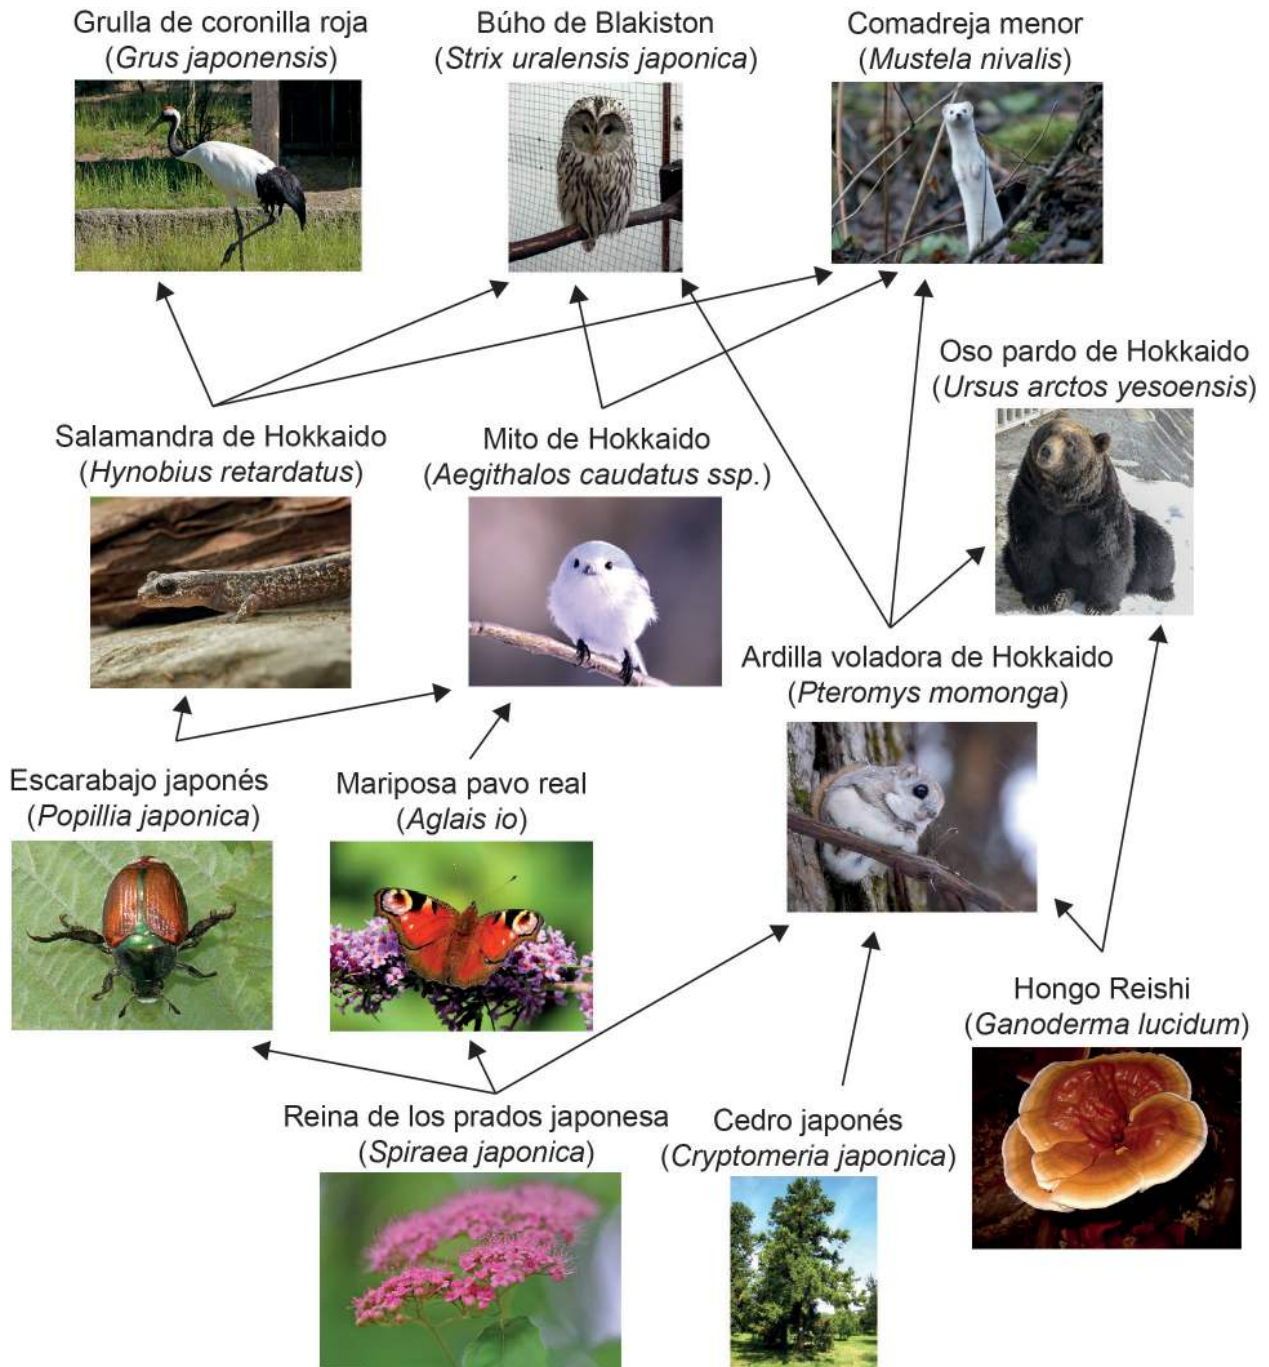 Grulla de coronilla roja
(Grus japonensis)
Búho de Blakiston
(Strix uralensis japonica)
Comadreja menor
(Mustela nivalis)
Oso pardo de Hokkaido
(Ursus arctos yesoensis)
Salamandra de Hokkaido
(Hynobius retardatus)
Mito de Hokkaido
(Aegithalos caudatus ssp.)
Ardilla voladora de Hokkaido
(Pteromys momonga)
Escarabajo japonés
(Popillia japonica)
Mariposa pavo real
(Aglais io)
Hongo Reishi
(Ganoderma lucidum)
Reina de los prados japonesa
(Spiraea japonica)
Cedro japonés
(Cryptomeria japonica)